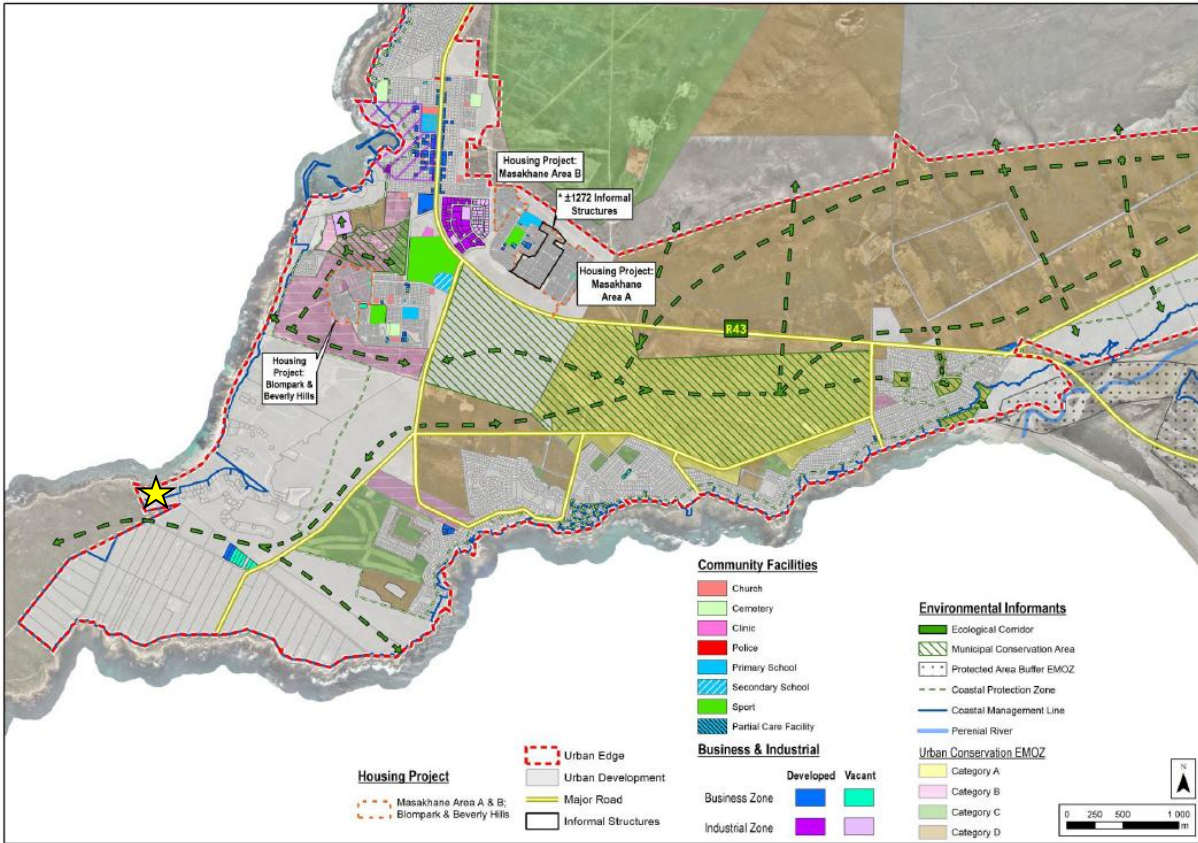 Housing Project:
Masakhane Area B
* ±1272 Informal
Structures
Housing Project:
Masakhane
Area A
R43
Housing
Project:
Blompark &
Beverly Hills
Community Facilities
Church
Cemetery
Clinic
Police
Primary School
Secondary School
Sport
Partial Care Facility
Environmental Informants
Ecological Corridor
Municipal Conservation Area
Protected Area Buffer EMOZ
Coastal Protection Zone
Coastal Management Line
Perenial River
Urban Conservation EMOZ
Category A
Category B
Category C
Category D
Business & Industrial
Developed Vacant
Business Zone
Industrial Zone
Urban Edge
Urban Development
Major Road
Informal Structures
Housing Project
Masakhane Area A & B;
Blompark & Beverly Hills
N
0 250 500 1 000
m